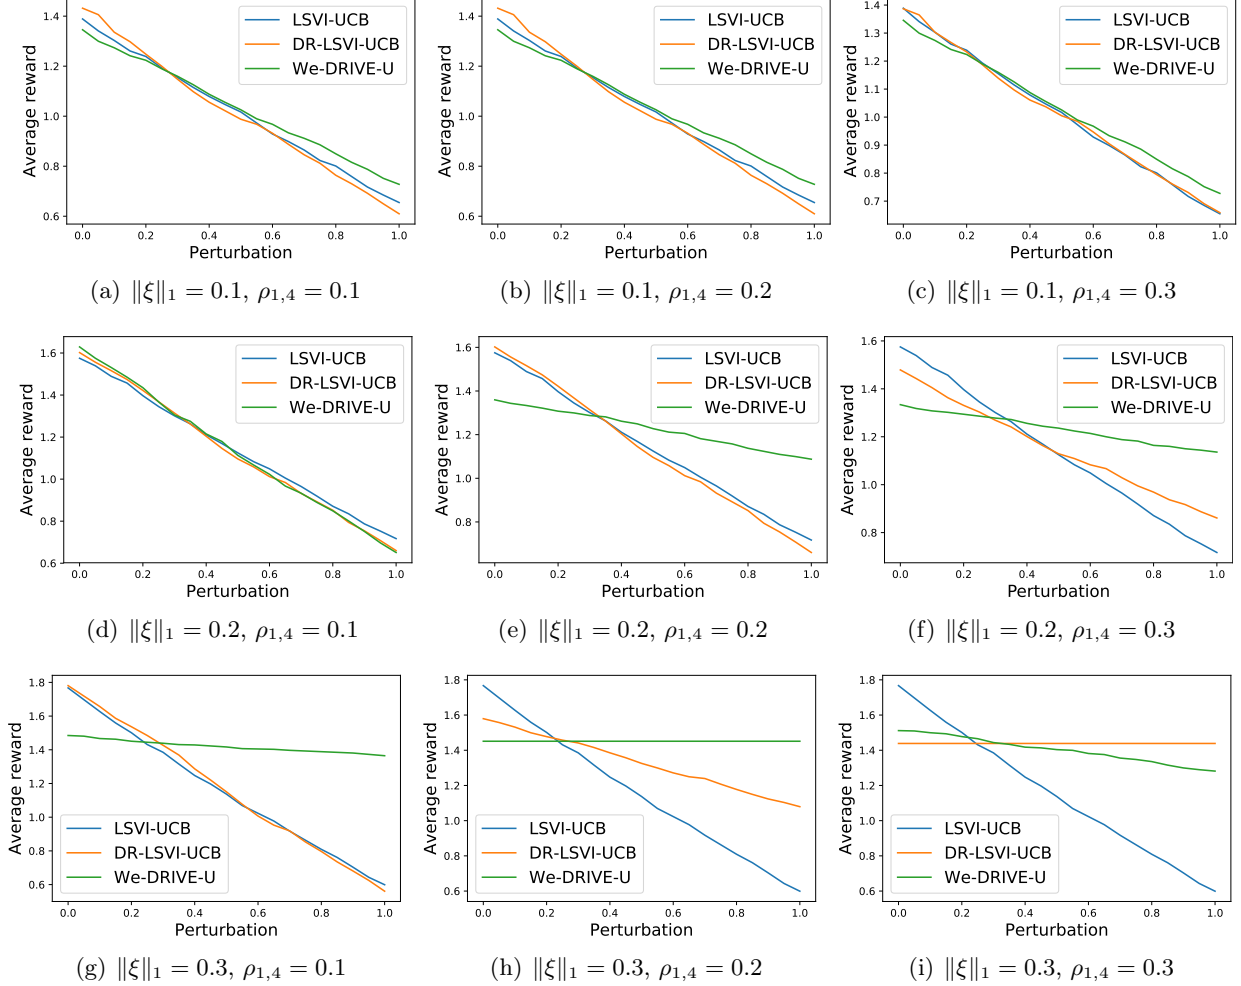 1.4
1.2
1.0
0.8
0.6
Average reward
LSVI-UCB
DR-LSVI-UCB
We-DRIVE-U
0.0 0.2 0.4 0.6 0.8 1.0
Perturbation
(a) ‖ξ‖₁ = 0.1, ρ₁,₄ = 0.1
1.4
1.2
1.0
0.8
0.6
Average reward
LSVI-UCB
DR-LSVI-UCB
We-DRIVE-U
0.0 0.2 0.4 0.6 0.8 1.0
Perturbation
(b) ‖ξ‖₁ = 0.1, ρ₁,₄ = 0.2
1.4
1.3
1.2
1.1
1.0
0.9
0.8
0.7
Average reward
LSVI-UCB
DR-LSVI-UCB
We-DRIVE-U
0.0 0.2 0.4 0.6 0.8 1.0
Perturbation
(c) ‖ξ‖₁ = 0.1, ρ₁,₄ = 0.3
1.6
1.4
1.2
1.0
0.8
0.6
Average reward
LSVI-UCB
DR-LSVI-UCB
We-DRIVE-U
0.0 0.2 0.4 0.6 0.8 1.0
Perturbation
(d) ‖ξ‖₁ = 0.2, ρ₁,₄ = 0.1
1.6
1.4
1.2
1.0
0.8
Average reward
LSVI-UCB
DR-LSVI-UCB
We-DRIVE-U
0.0 0.2 0.4 0.6 0.8 1.0
Perturbation
(e) ‖ξ‖₁ = 0.2, ρ₁,₄ = 0.2
1.6
1.4
1.2
1.0
0.8
Average reward
LSVI-UCB
DR-LSVI-UCB
We-DRIVE-U
0.0 0.2 0.4 0.6 0.8 1.0
Perturbation
(f) ‖ξ‖₁ = 0.2, ρ₁,₄ = 0.3
1.8
1.6
1.4
1.2
1.0
0.8
0.6
Average reward
LSVI-UCB
DR-LSVI-UCB
We-DRIVE-U
0.0 0.2 0.4 0.6 0.8 1.0
Perturbation
(g) ‖ξ‖₁ = 0.3, ρ₁,₄ = 0.1
1.8
1.6
1.4
1.2
1.0
0.8
0.6
Average reward
LSVI-UCB
DR-LSVI-UCB
We-DRIVE-U
0.0 0.2 0.4 0.6 0.8 1.0
Perturbation
(h) ‖ξ‖₁ = 0.3, ρ₁,₄ = 0.2
1.8
1.6
1.4
1.2
1.0
0.8
0.6
Average reward
LSVI-UCB
DR-LSVI-UCB
We-DRIVE-U
0.0 0.2 0.4 0.6 0.8 1.0
Perturbation
(i) ‖ξ‖₁ = 0.3, ρ₁,₄ = 0.3